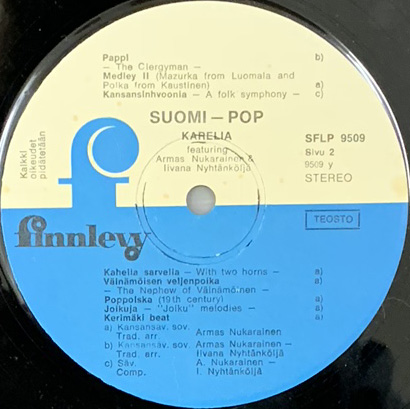 Pappi b)
— The Clergyman —
Medley II (Mazurka from Luomala and
Polka from Kaustinen) a)
Kansansinhvoonia — A folk symphony — c)
SUOMI — POP
KARELIA
featuring
Armas Nukarainen &
Ilvana Nyhtänköljä
SFLP 9509
Sivu 2
9509 y
STEREO
Kaikki
oikeudet
pidätetään
TEOSTO
finnlevy
Kahella sarvella — With two horns — a)
Väinämöisen veljenpoika a)
— The Nephew of Väinämöinen —
Poppolska (19th century) a)
Joikuja — "Joiku" melodies — a)
Kerimäki beat a)
a) Kansansäv. sov. Armas Nukarainen
Trad. arr.
b) Kansansäv. sov. Armas Nukarainen —
Trad. arr. Ilvana Nyhtänköljä
c) Säv. A. Nukarainen —
Comp. I. Nyhtänköljä